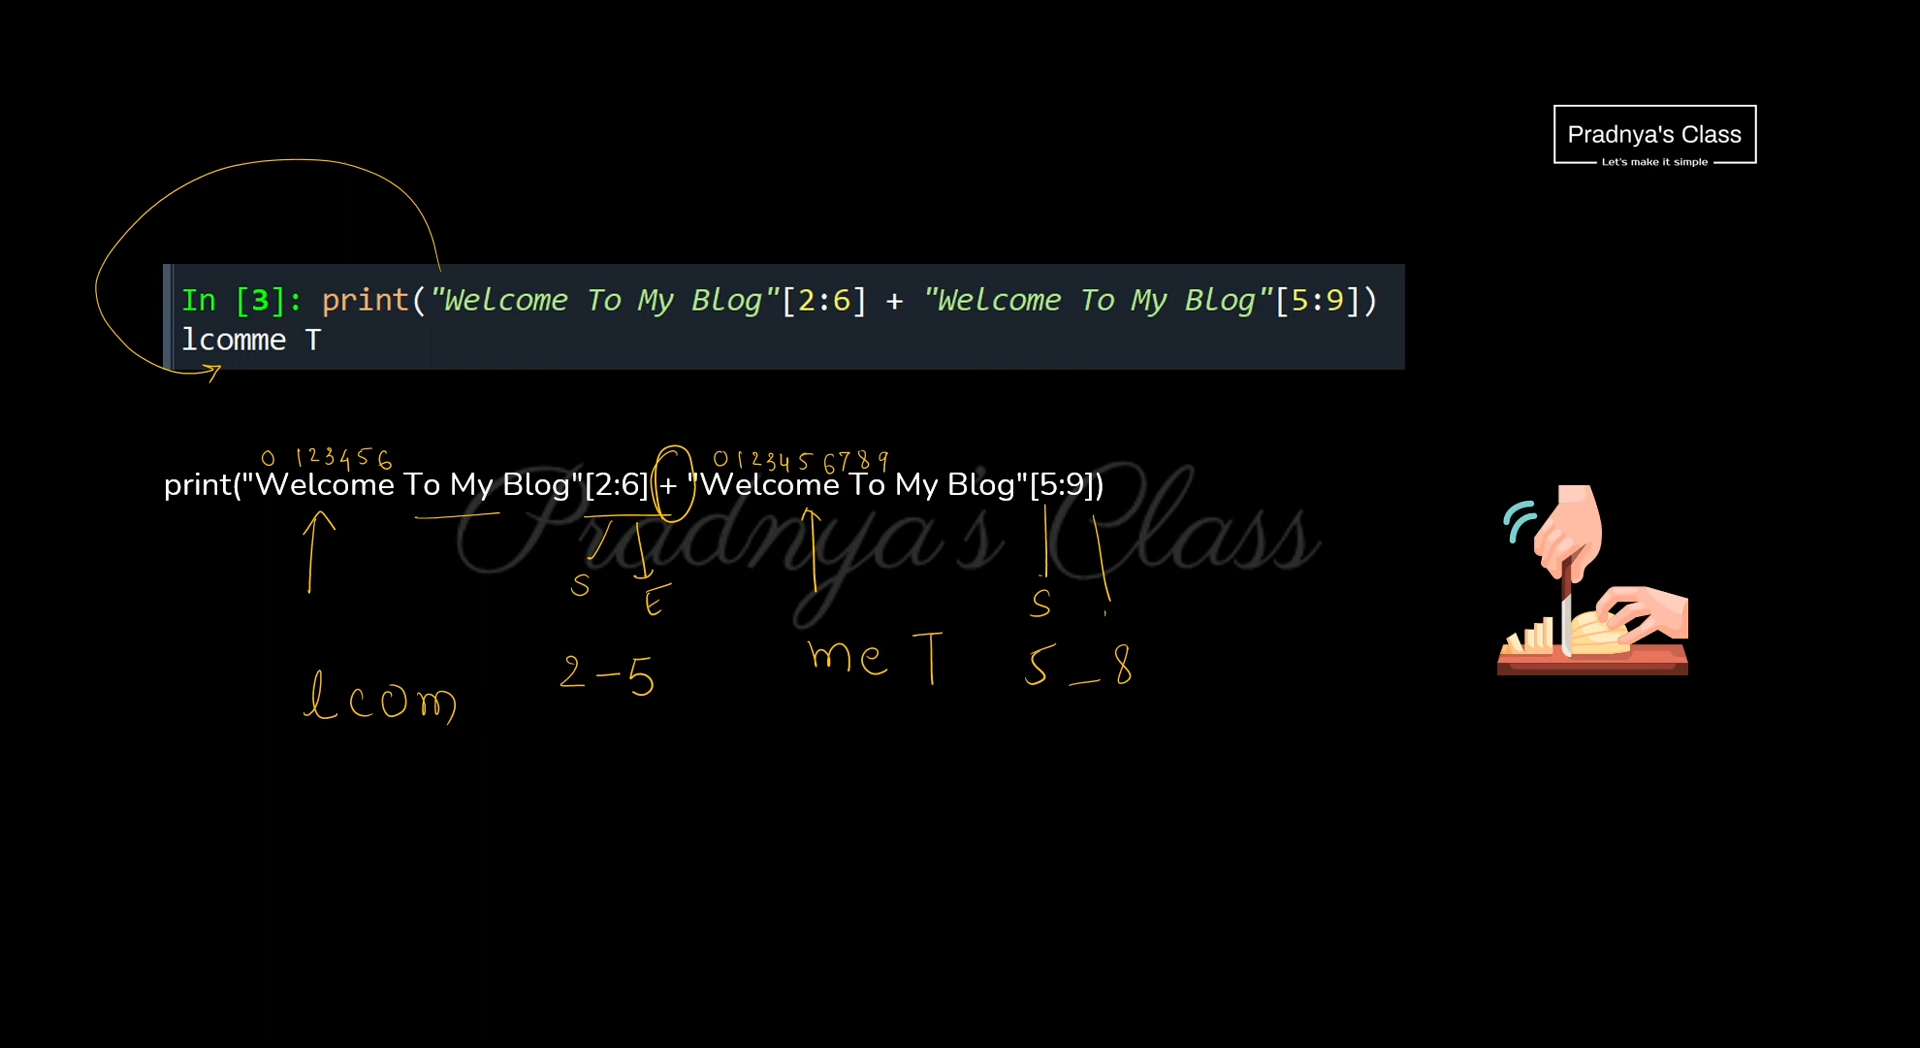 Pradnya's Class
Let's make it simple
In [3]: print("Welcome To My Blog"[2:6] + "Welcome To My Blog"[5:9])
lcomme T
0 1 2 3 4 5 6 0 1 2 3 4 5 6 7 8 9
print("Welcome To My Blog"[2:6] + "Welcome To My Blog"[5:9])
Pradnya's Class
S E S
lcom 2-5 me T 5_8